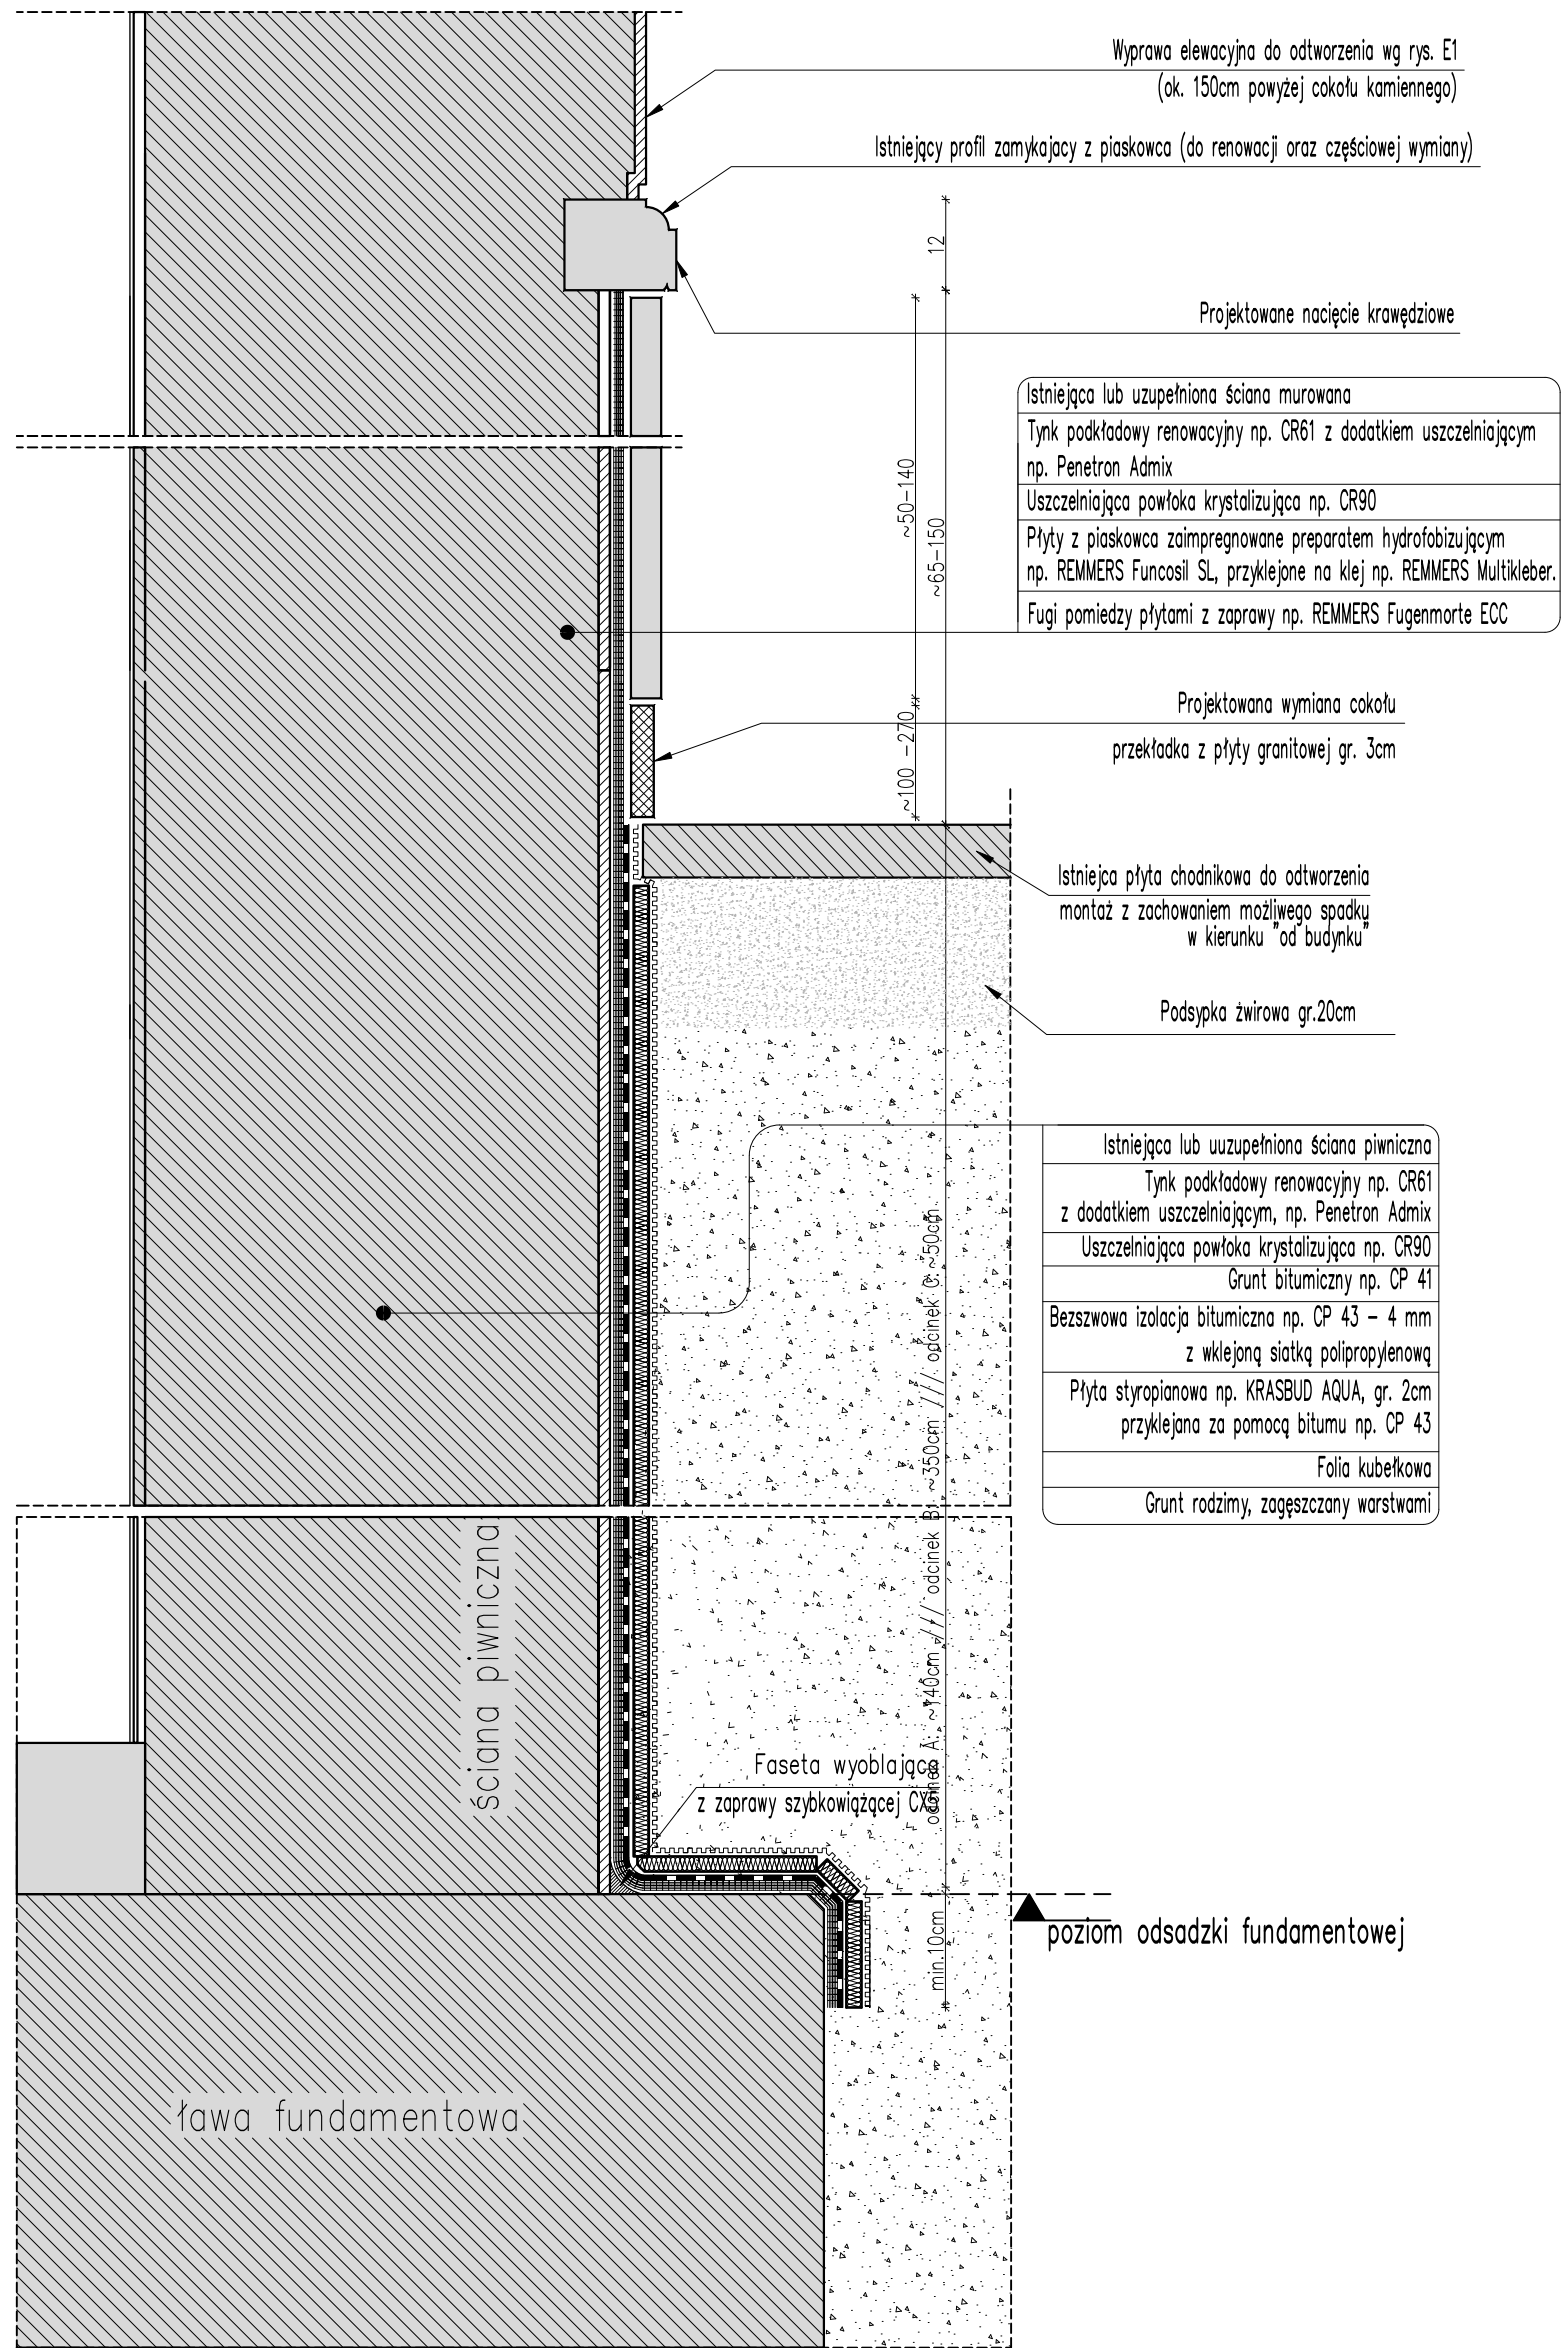 Wyprawa elewacyjna do odtworzenia wg rys. E1
(ok. 150cm powyżej cokołu kamiennego)
Istniejący profil zamykajacy z piaskowca (do renowacji oraz częściowej wymiany)
12
Projektowane nacięcie krawędziowe
Istniejąca lub uzupełniona ściana murowana
Tynk podkładowy renowacyjny np. CR61 z dodatkiem uszczelniającym
np. Penetron Admix
Uszczelniająca powłoka krystalizująca np. CR90
Płyty z piaskowca zaimpregnowane preparatem hydrofobizującym
np. REMMERS Funcosil SL, przyklejone na klej np. REMMERS Multikleber.
Fugi pomiedzy płytami z zaprawy np. REMMERS Fugenmorte ECC
~50-140
~65-150
Projektowana wymiana cokołu
przekładka z płyty granitowej gr. 3cm
~100 -270
Istniejca płyta chodnikowa do odtworzenia
montaż z zachowaniem możliwego spadku
w kierunku "od budynku"
Podsypka żwirowa gr.20cm
Istniejąca lub uuzupełniona ściana piwniczna
Tynk podkładowy renowacyjny np. CR61
z dodatkiem uszczelniającym, np. Penetron Admix
Uszczelniająca powłoka krystalizująca np. CR90
Grunt bitumiczny np. CP 41
Bezszwowa izolacja bitumiczna np. CP 43 - 4 mm
z wklejoną siatką polipropylenową
Płyta styropianowa np. KRASBUD AQUA, gr. 2cm
przyklejana za pomocą bitumu np. CP 43
Folia kubełkowa
Grunt rodzimy, zagęszczany warstwami
odcinek A: ~140cm /// odcinek B: ~350cm /// odcinek C: ~50cm
ściana piwniczna
Faseta wyoblająca
z zaprawy szybkowiążącej
min.10cm
poziom odsadzki fundamentowej
ława fundamentowa